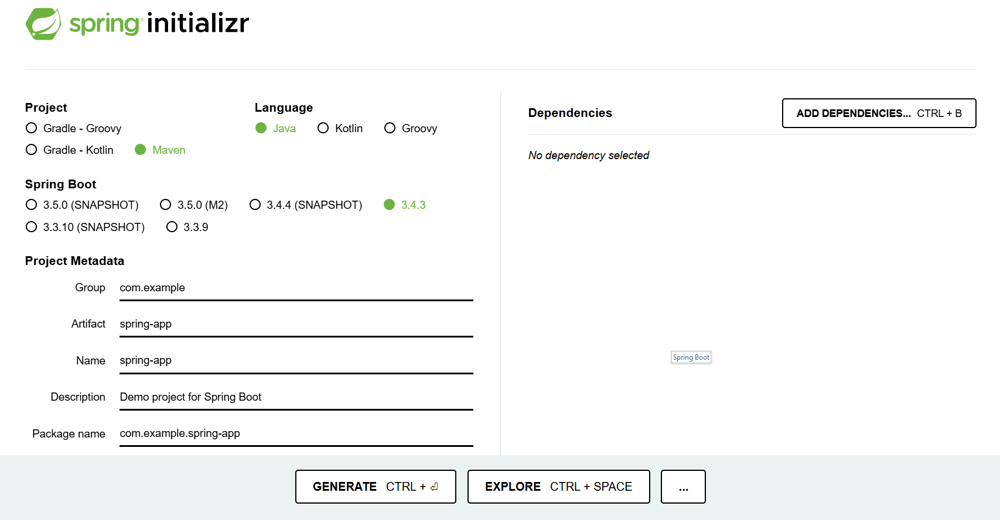 spring initializr
Project
Gradle - Groovy
Gradle - Kotlin Maven
Language
Java Kotlin Groovy
Spring Boot
3.5.0 (SNAPSHOT) 3.5.0 (M2) 3.4.4 (SNAPSHOT) 3.4.3
3.3.10 (SNAPSHOT) 3.3.9
Project Metadata
Group com.example
Artifact spring-app
Name spring-app
Description Demo project for Spring Boot
Package name com.example.spring-app
Dependencies
ADD DEPENDENCIES... CTRL + B
No dependency selected
Spring Boot
GENERATE CTRL + ⏎
EXPLORE CTRL + SPACE
...